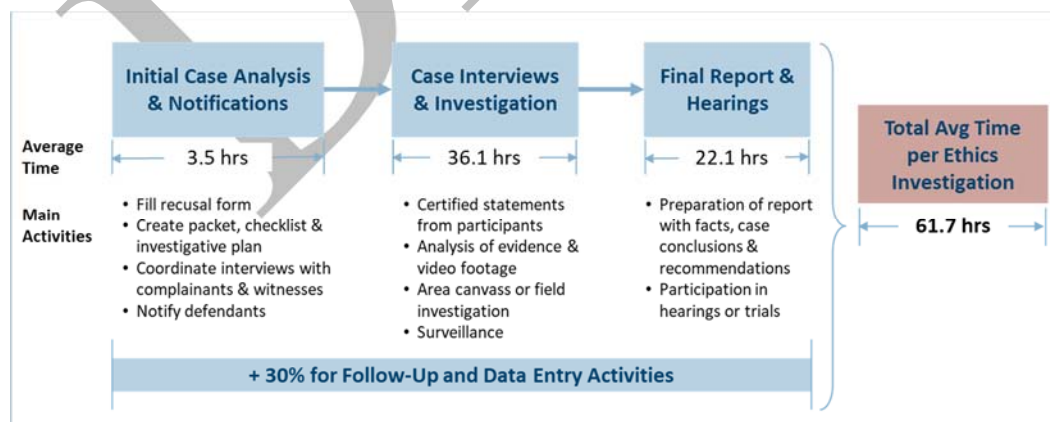 Initial Case Analysis
& Notifications
Case Interviews
& Investigation
Final Report &
Hearings
Total Avg Time
per Ethics
Investigation
Average
Time
3.5 hrs
36.1 hrs
22.1 hrs
61.7 hrs
Main
Activities
• Fill recusal form
• Create packet, checklist &
investigative plan
• Coordinate interviews with
complainants & witnesses
• Notify defendants
• Certified statements
from participants
• Analysis of evidence &
video footage
• Area canvass or field
investigation
• Surveillance
• Preparation of report
with facts, case
conclusions &
recommendations
• Participation in
hearings or trials
+ 30% for Follow-Up and Data Entry Activities